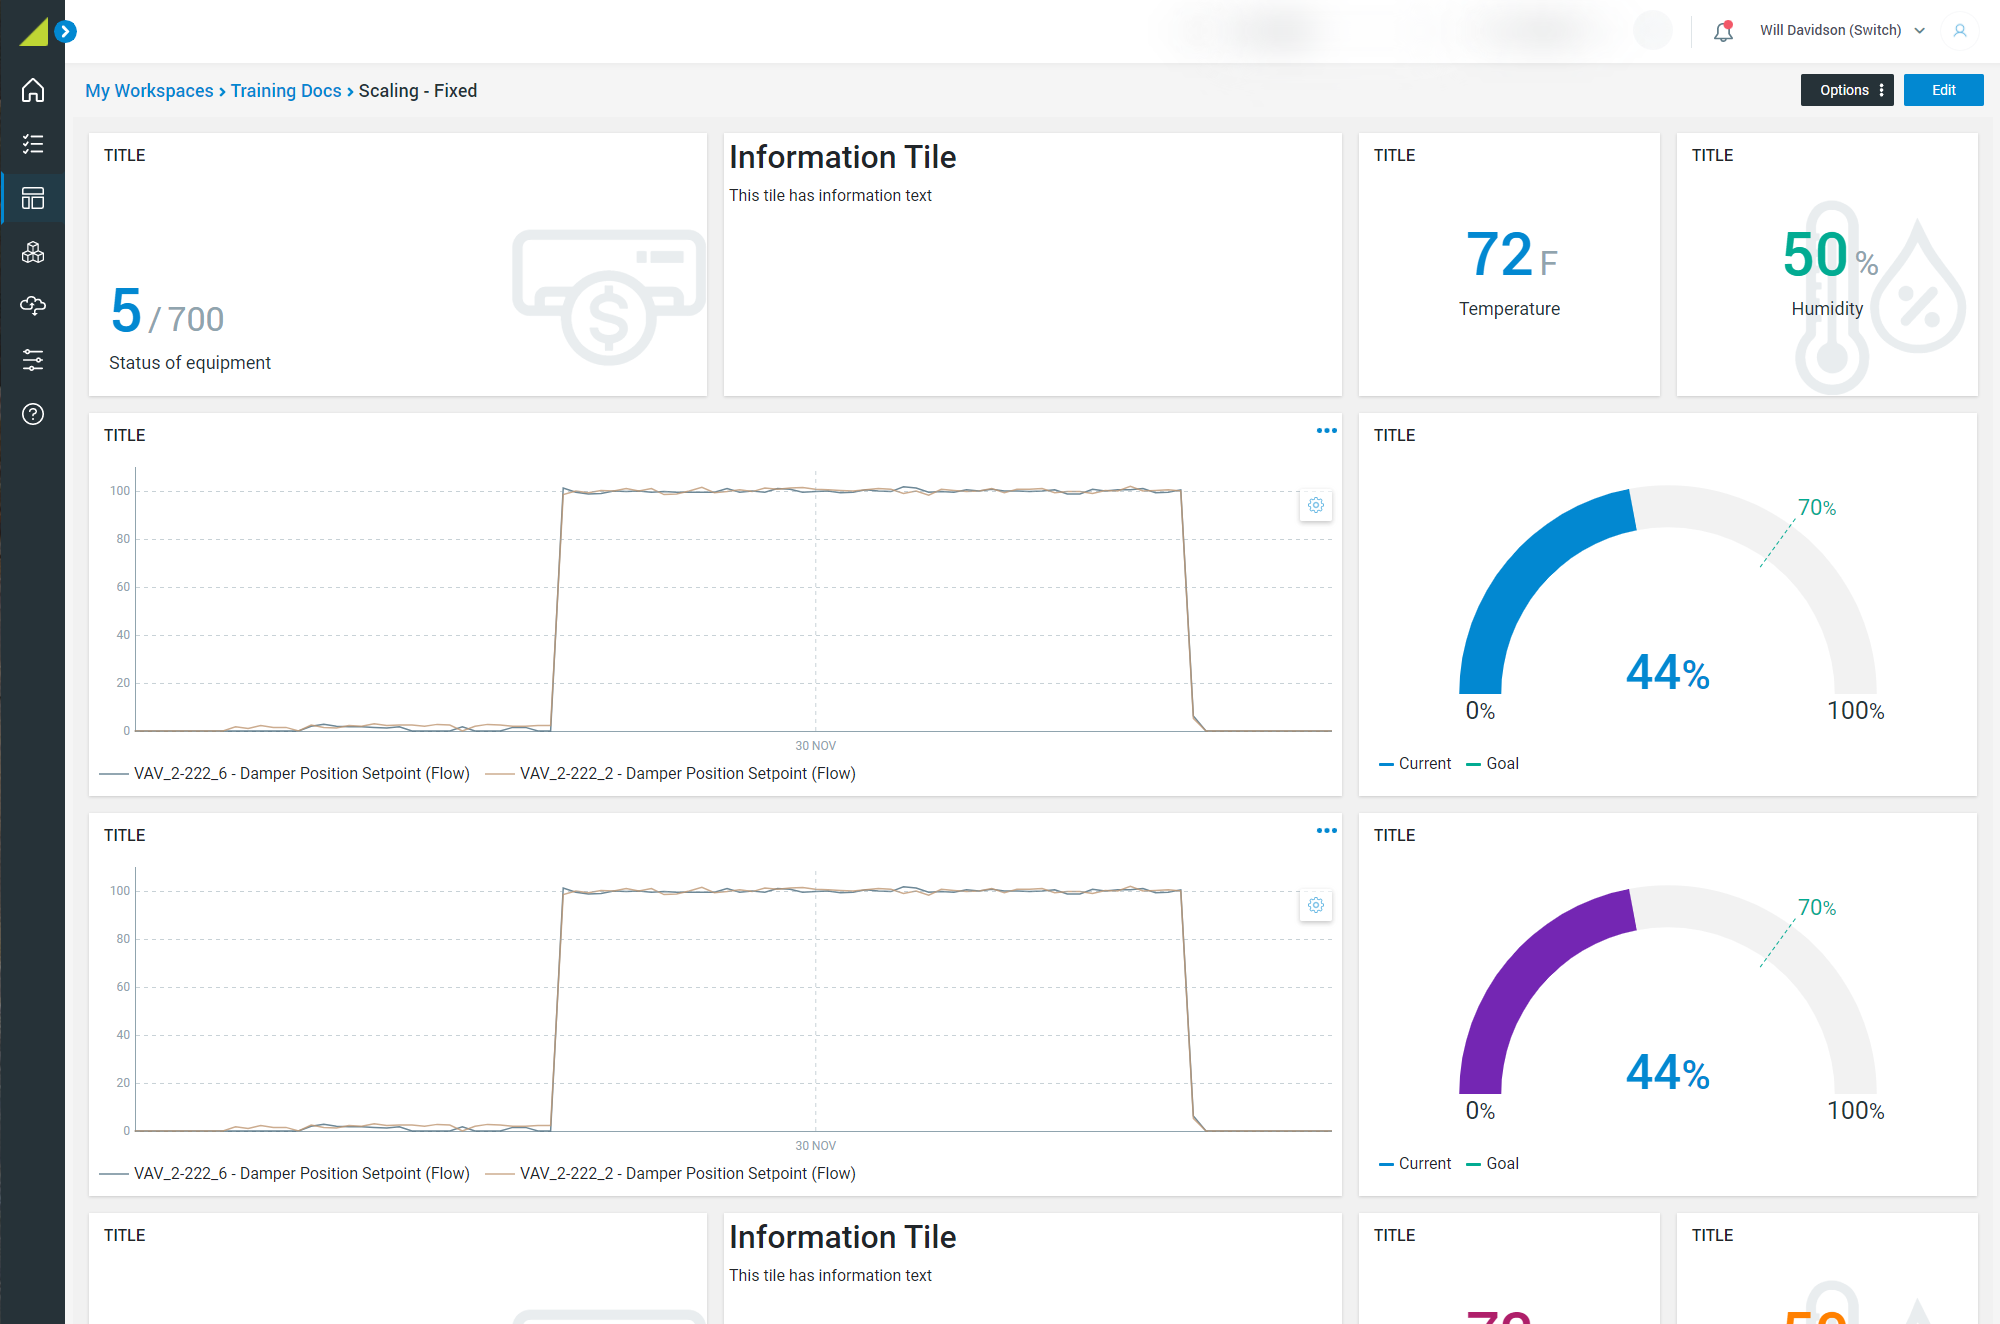 Will Davidson (Switch)
My Workspaces › Training Docs › Scaling - Fixed
Options
Edit
TITLE
5 / 700
Status of equipment
$
Information Tile
This tile has information text
TITLE
72 F
Temperature
TITLE
50 %
Humidity
%
TITLE
100
80
60
40
20
0
30 NOV
VAV_2-222_6 - Damper Position Setpoint (Flow)
VAV_2-222_2 - Damper Position Setpoint (Flow)
TITLE
70%
44%
0%
100%
Current
Goal
TITLE
100
80
60
40
20
0
30 NOV
VAV_2-222_6 - Damper Position Setpoint (Flow)
VAV_2-222_2 - Damper Position Setpoint (Flow)
TITLE
70%
44%
0%
100%
Current
Goal
TITLE
Information Tile
This tile has information text
TITLE
TITLE